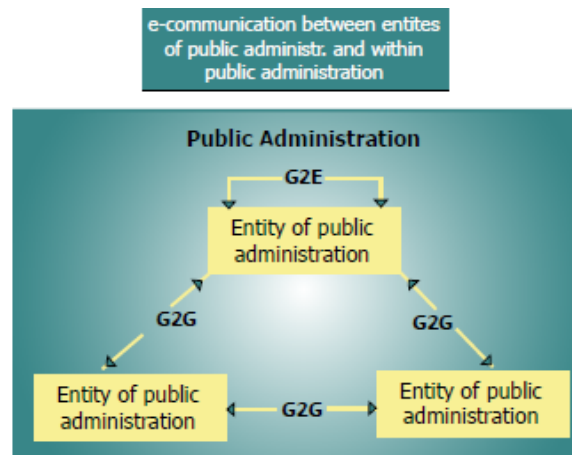 e-communication between entites
of public administr. and within
public administration
Public Administration
G2E
Entity of public
administration
G2G
G2G
Entity of public
administration
G2G
Entity of public
administration